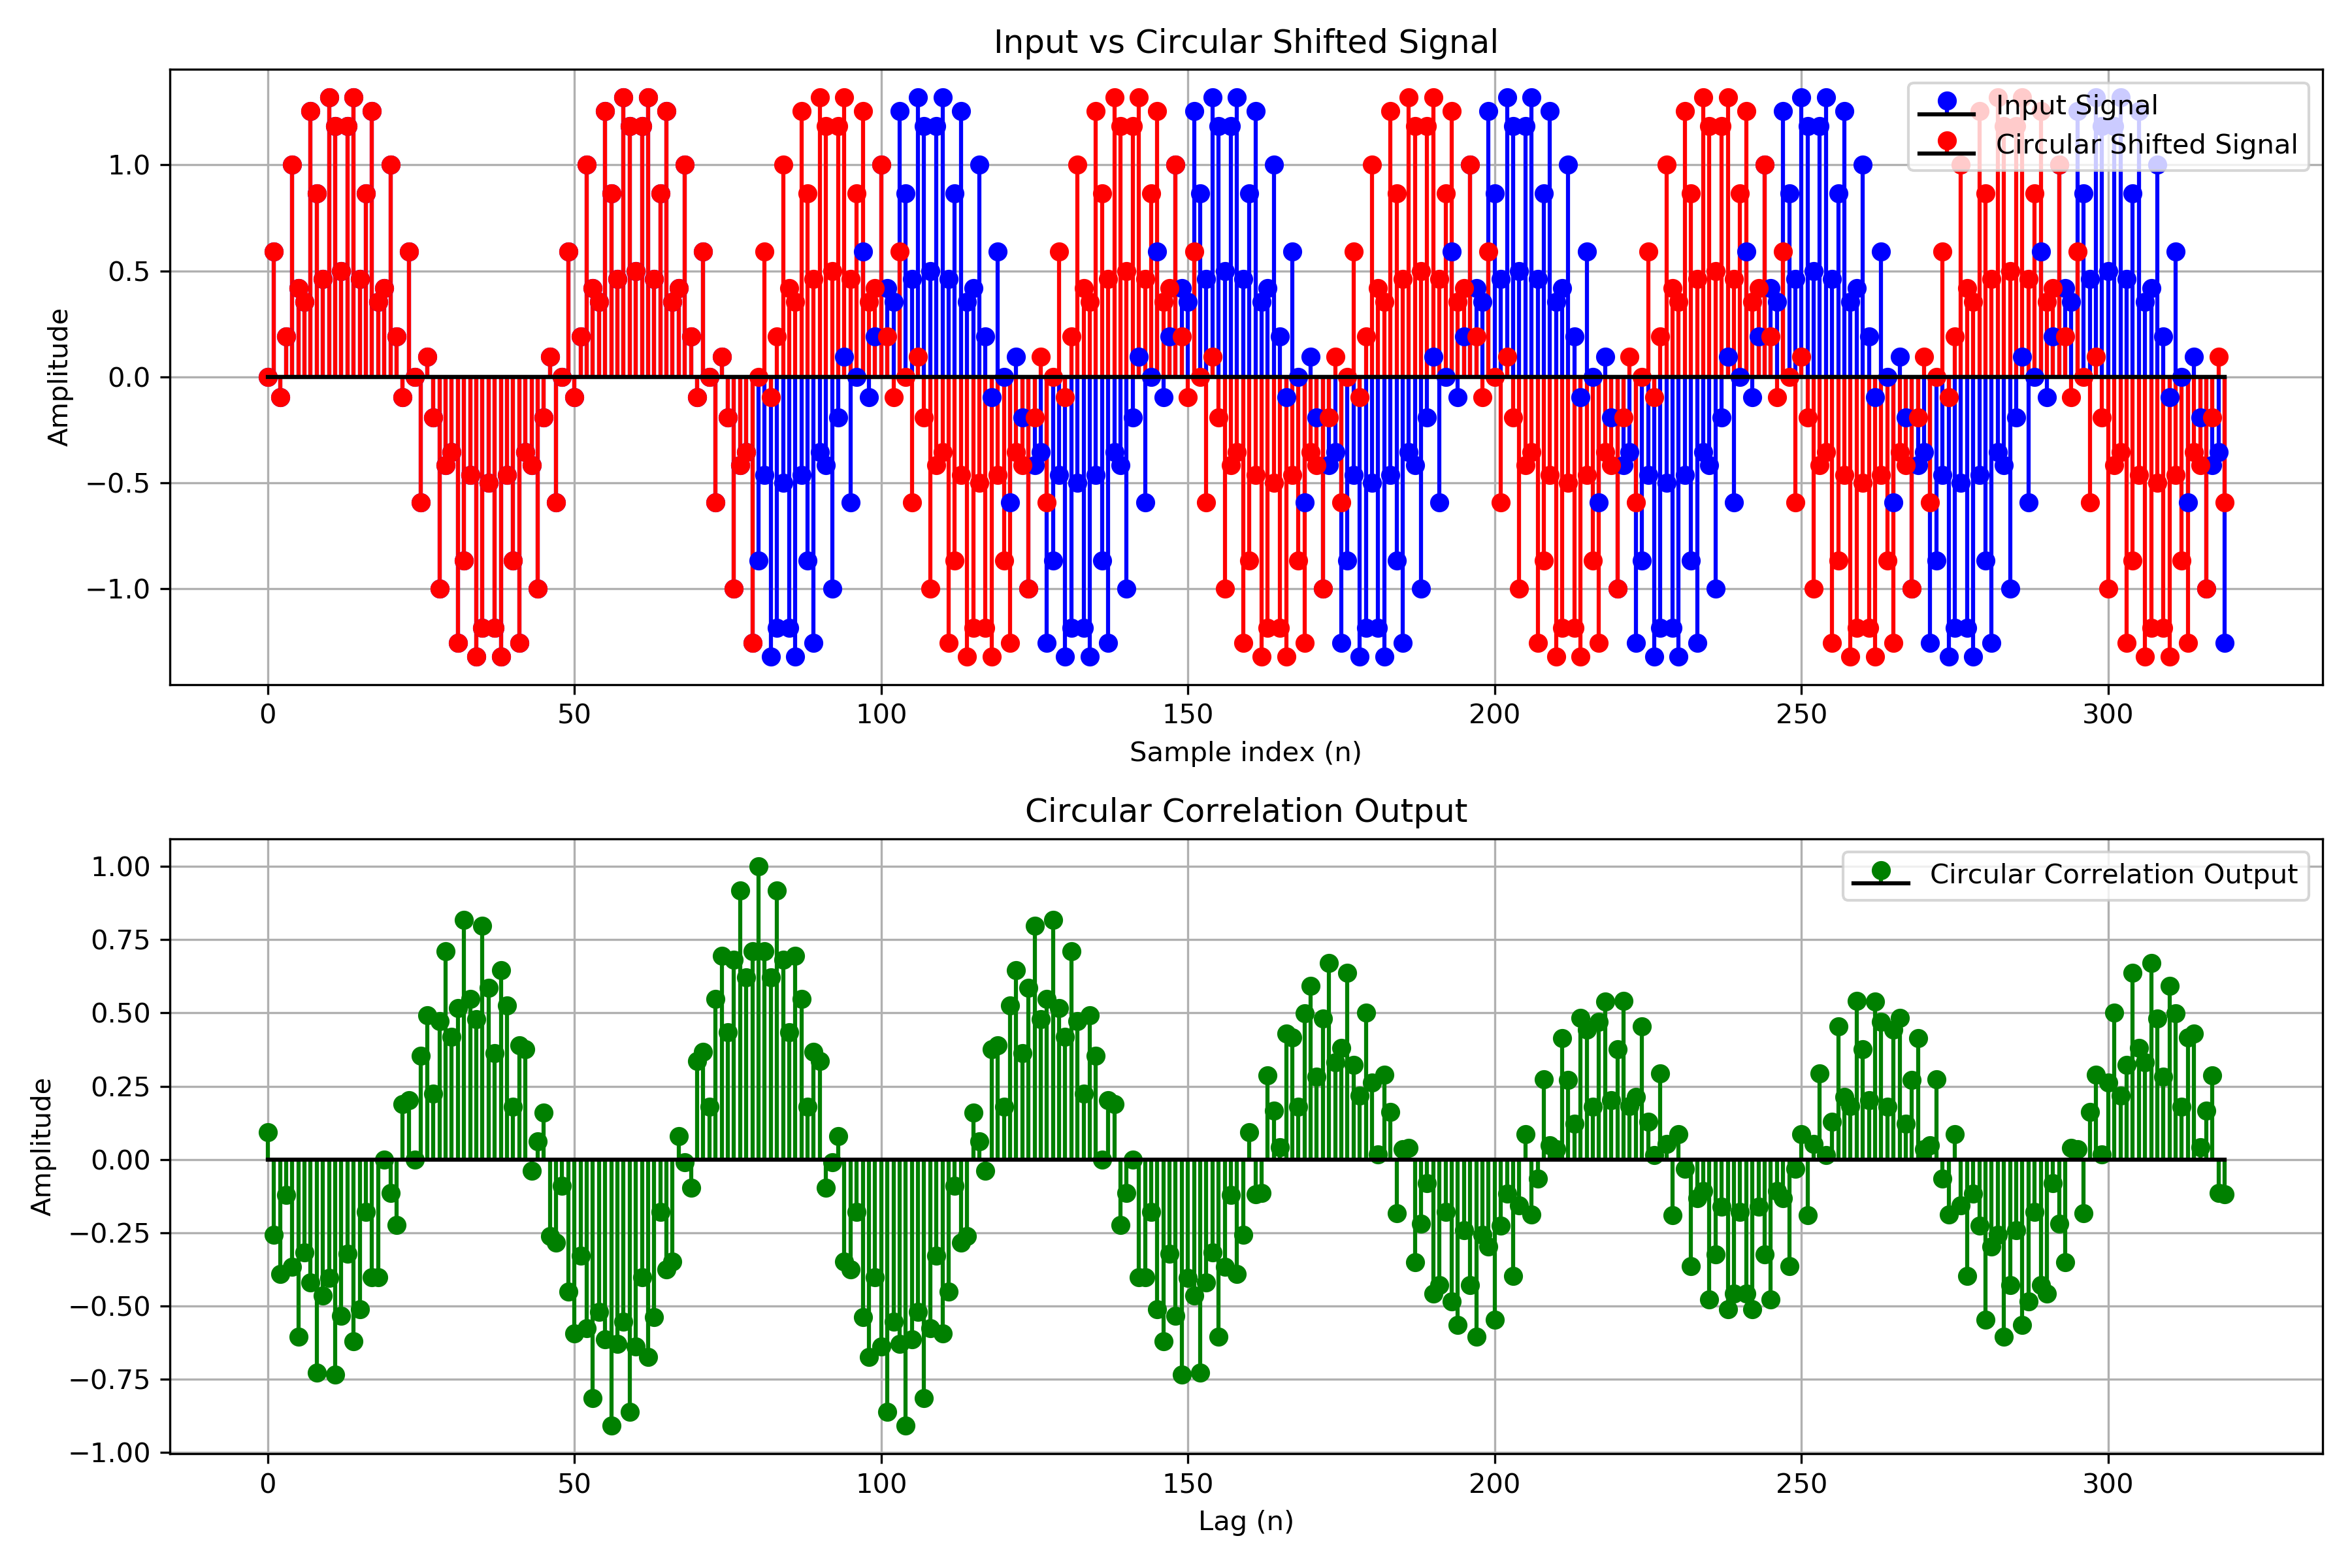 Input vs Circular Shifted Signal
Amplitude
1.0
0.5
0.0
−0.5
−1.0
Input Signal
Circular Shifted Signal
0 50 100 150 200 250 300
Sample index (n)
Circular Correlation Output
Amplitude
1.00
0.75
0.50
0.25
0.00
−0.25
−0.50
−0.75
−1.00
Circular Correlation Output
0 50 100 150 200 250 300
Lag (n)